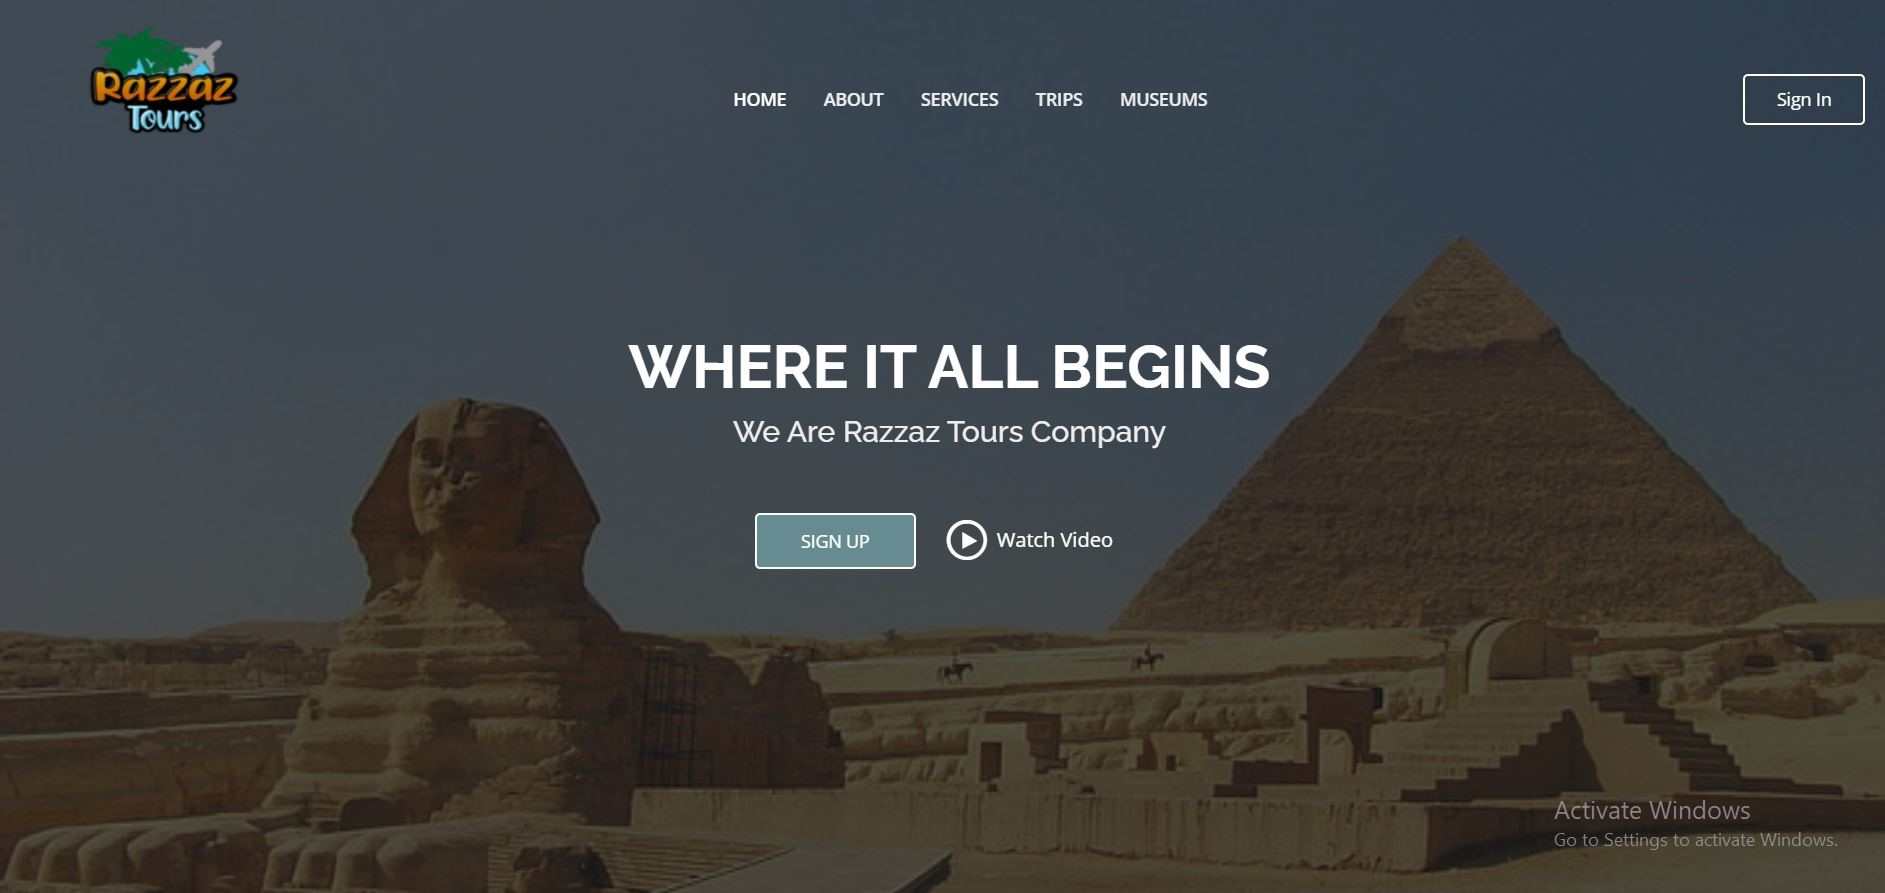 Razzaz
Tours
HOME ABOUT SERVICES TRIPS MUSEUMS
Sign In
WHERE IT ALL BEGINS
We Are Razzaz Tours Company
SIGN UP
Watch Video
Activate Windows
Go to Settings to activate Windows.